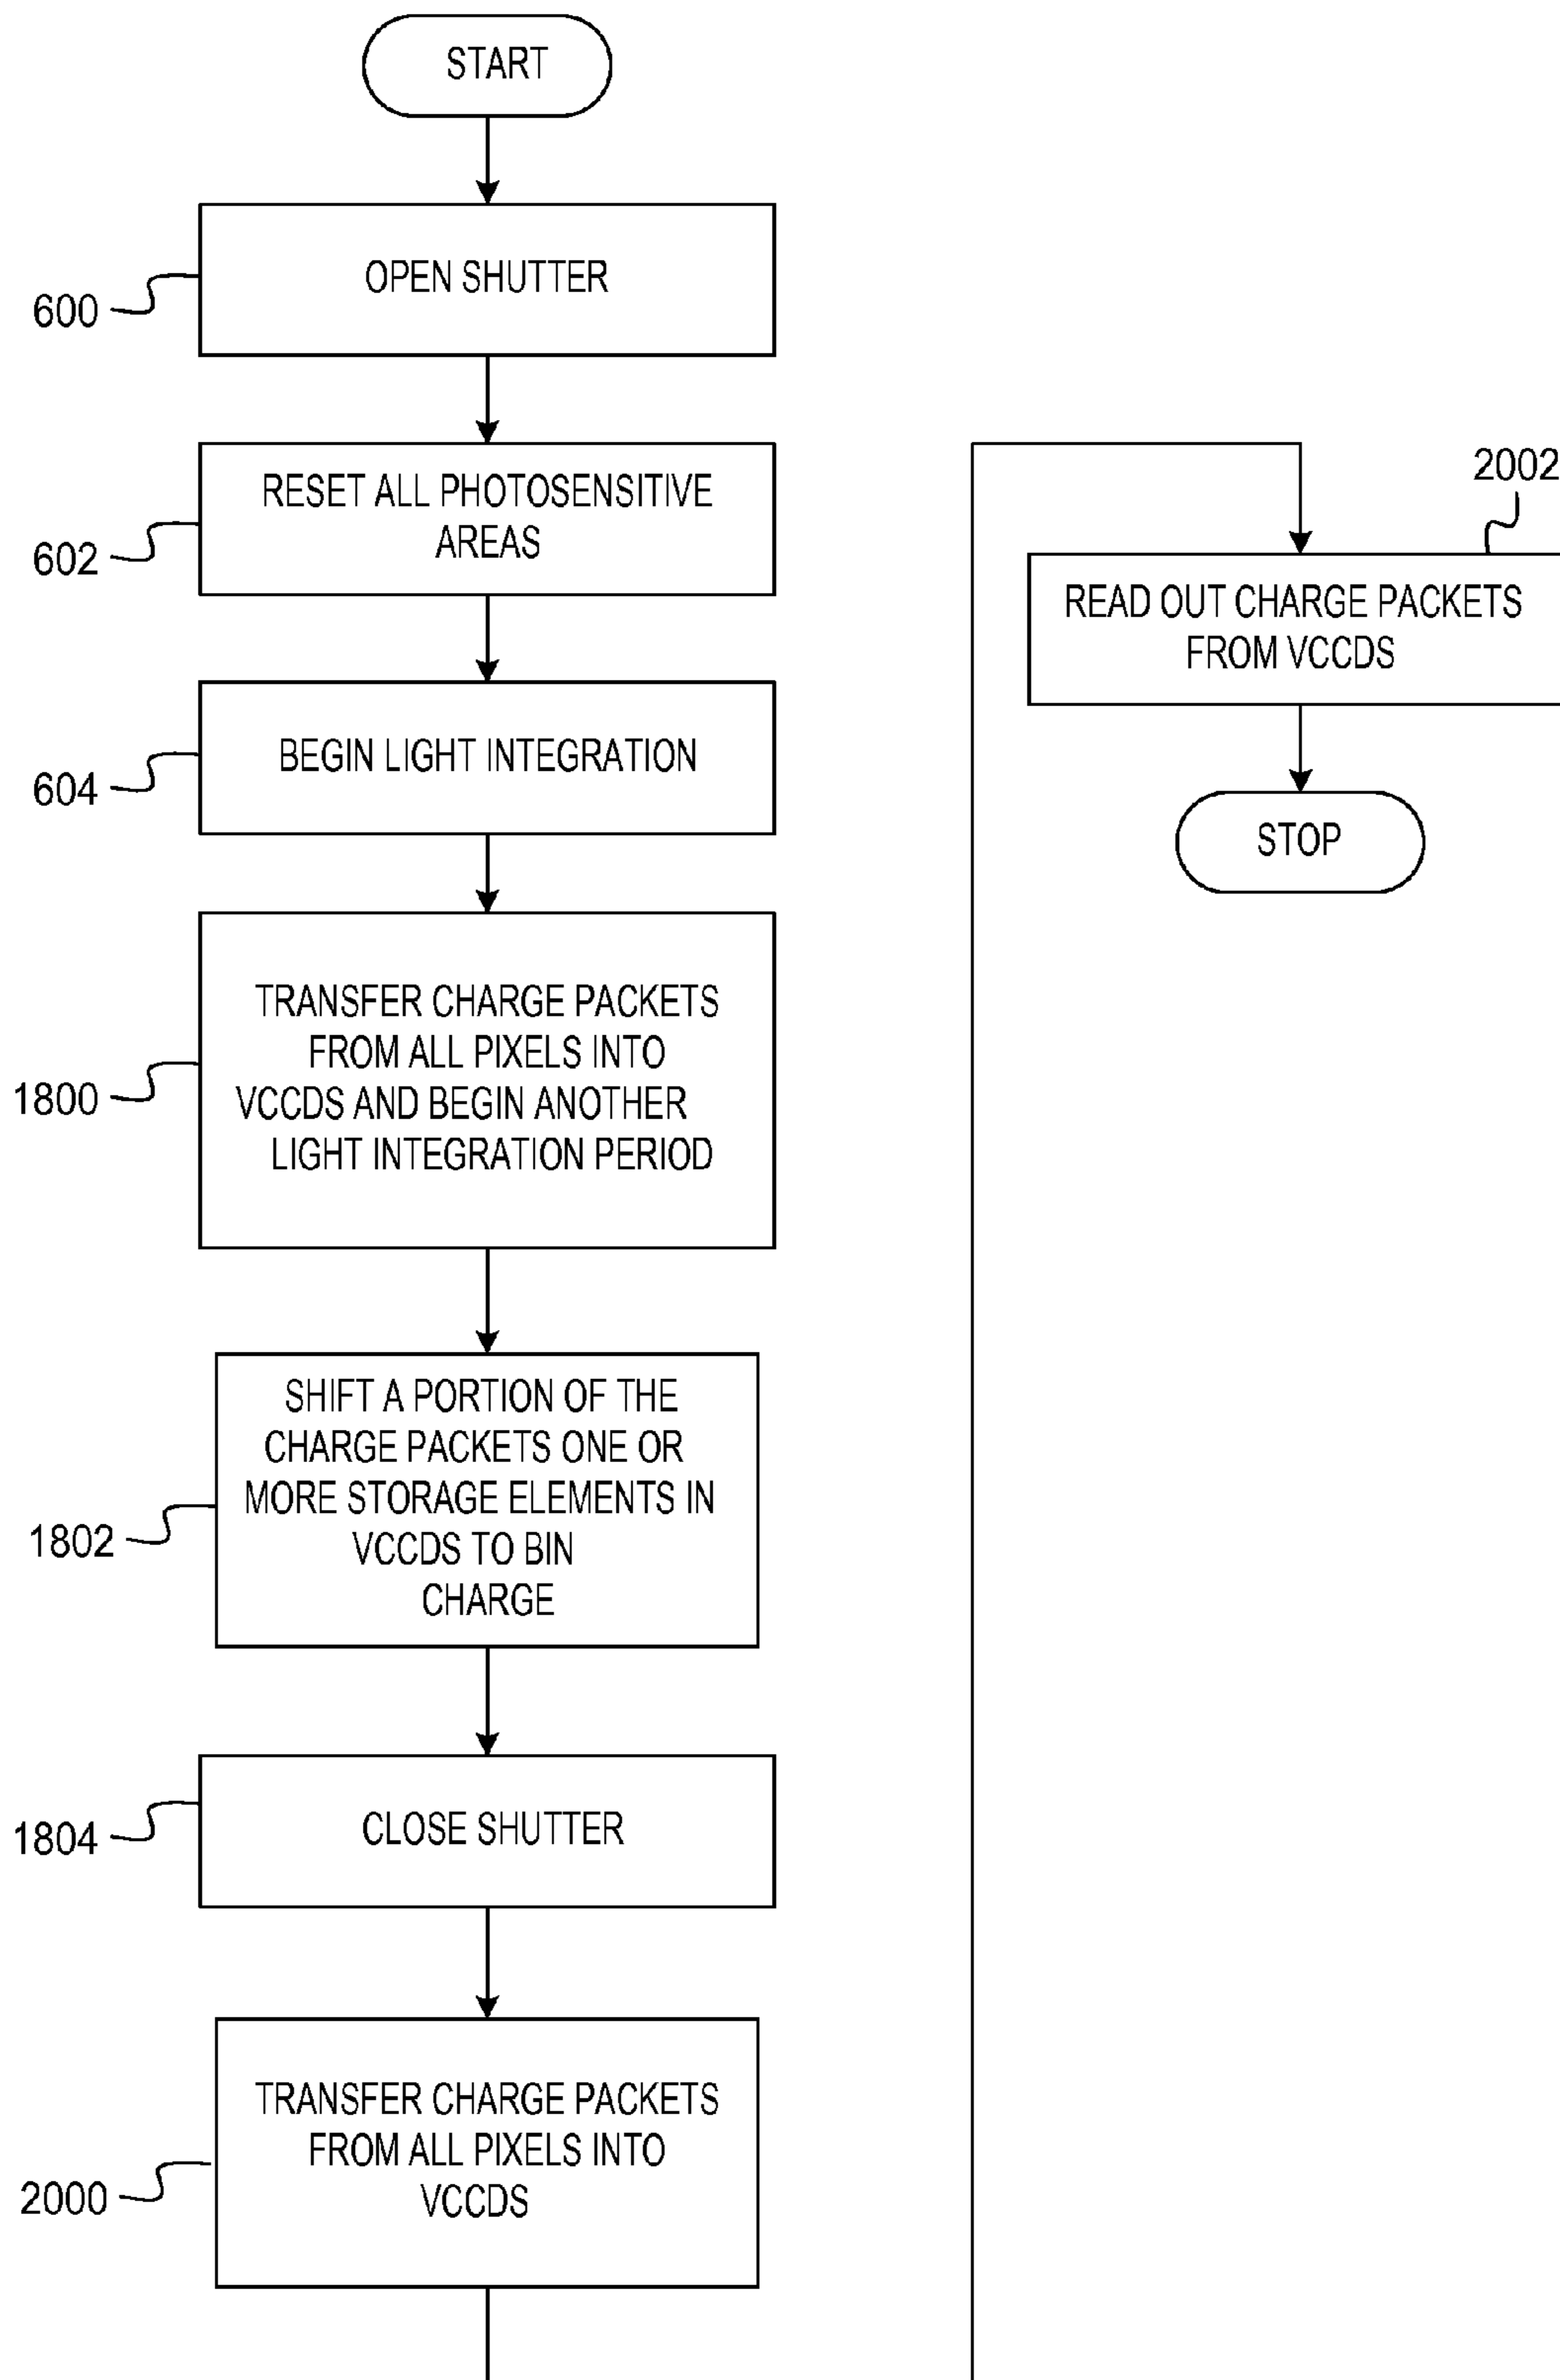 START
OPEN SHUTTER
600
RESET ALL PHOTOSENSITIVE
AREAS
602
BEGIN LIGHT INTEGRATION
604
TRANSFER CHARGE PACKETS
FROM ALL PIXELS INTO
VCCDS AND BEGIN ANOTHER
LIGHT INTEGRATION PERIOD
1800
SHIFT A PORTION OF THE
CHARGE PACKETS ONE OR
MORE STORAGE ELEMENTS IN
VCCDS TO BIN
CHARGE
1802
CLOSE SHUTTER
1804
TRANSFER CHARGE PACKETS
FROM ALL PIXELS INTO
VCCDS
2000
2002
READ OUT CHARGE PACKETS
FROM VCCDS
STOP